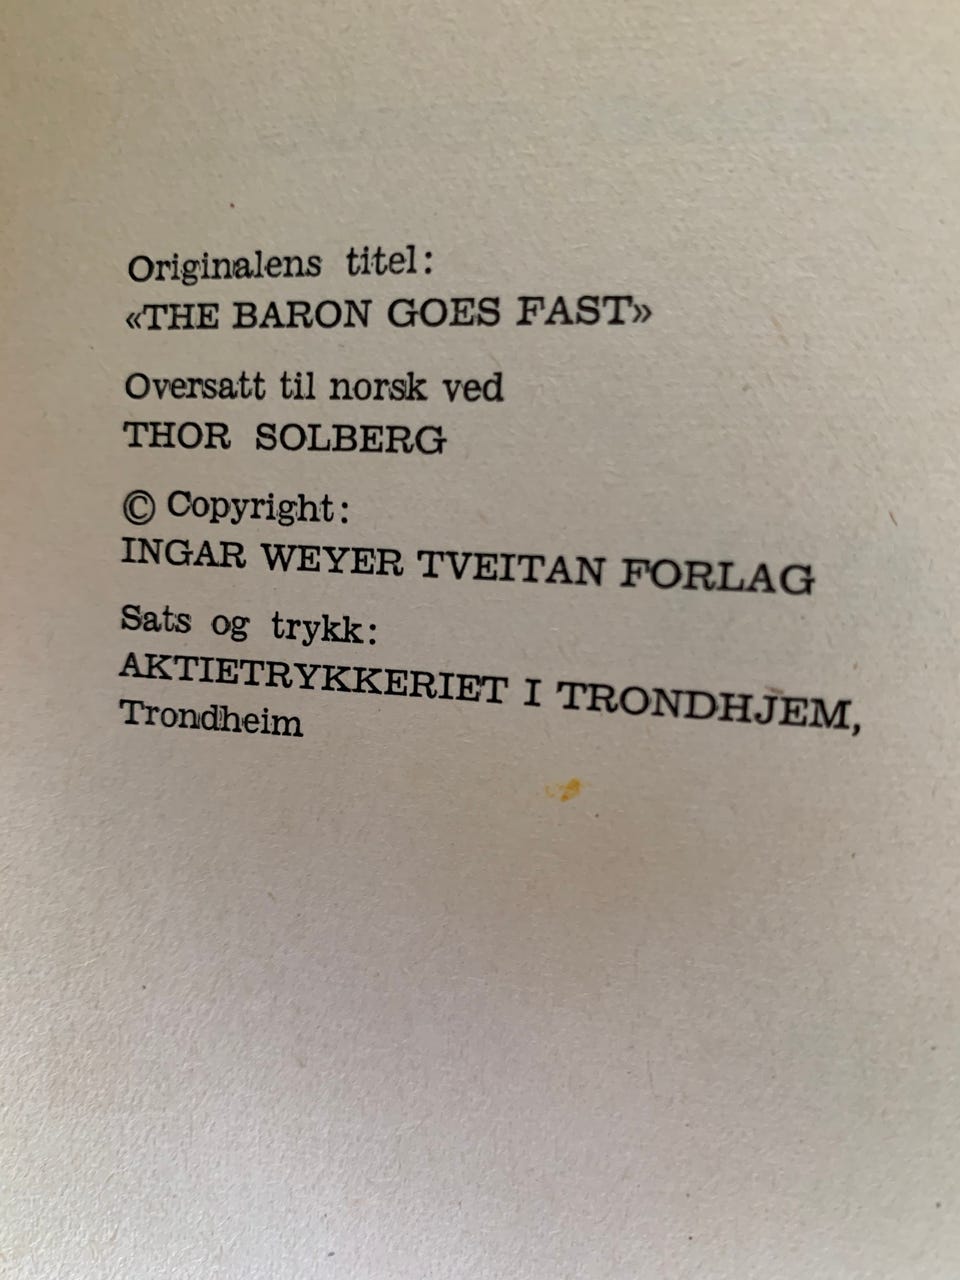 Originalens titel:
«THE BARON GOES FAST»
Oversatt til norsk ved
THOR SOLBERG
© Copyright:
INGAR WEYER TVEITAN FORLAG
Sats og trykk:
AKTIETRYKKERIET I TRONDHJEM,
Trondheim